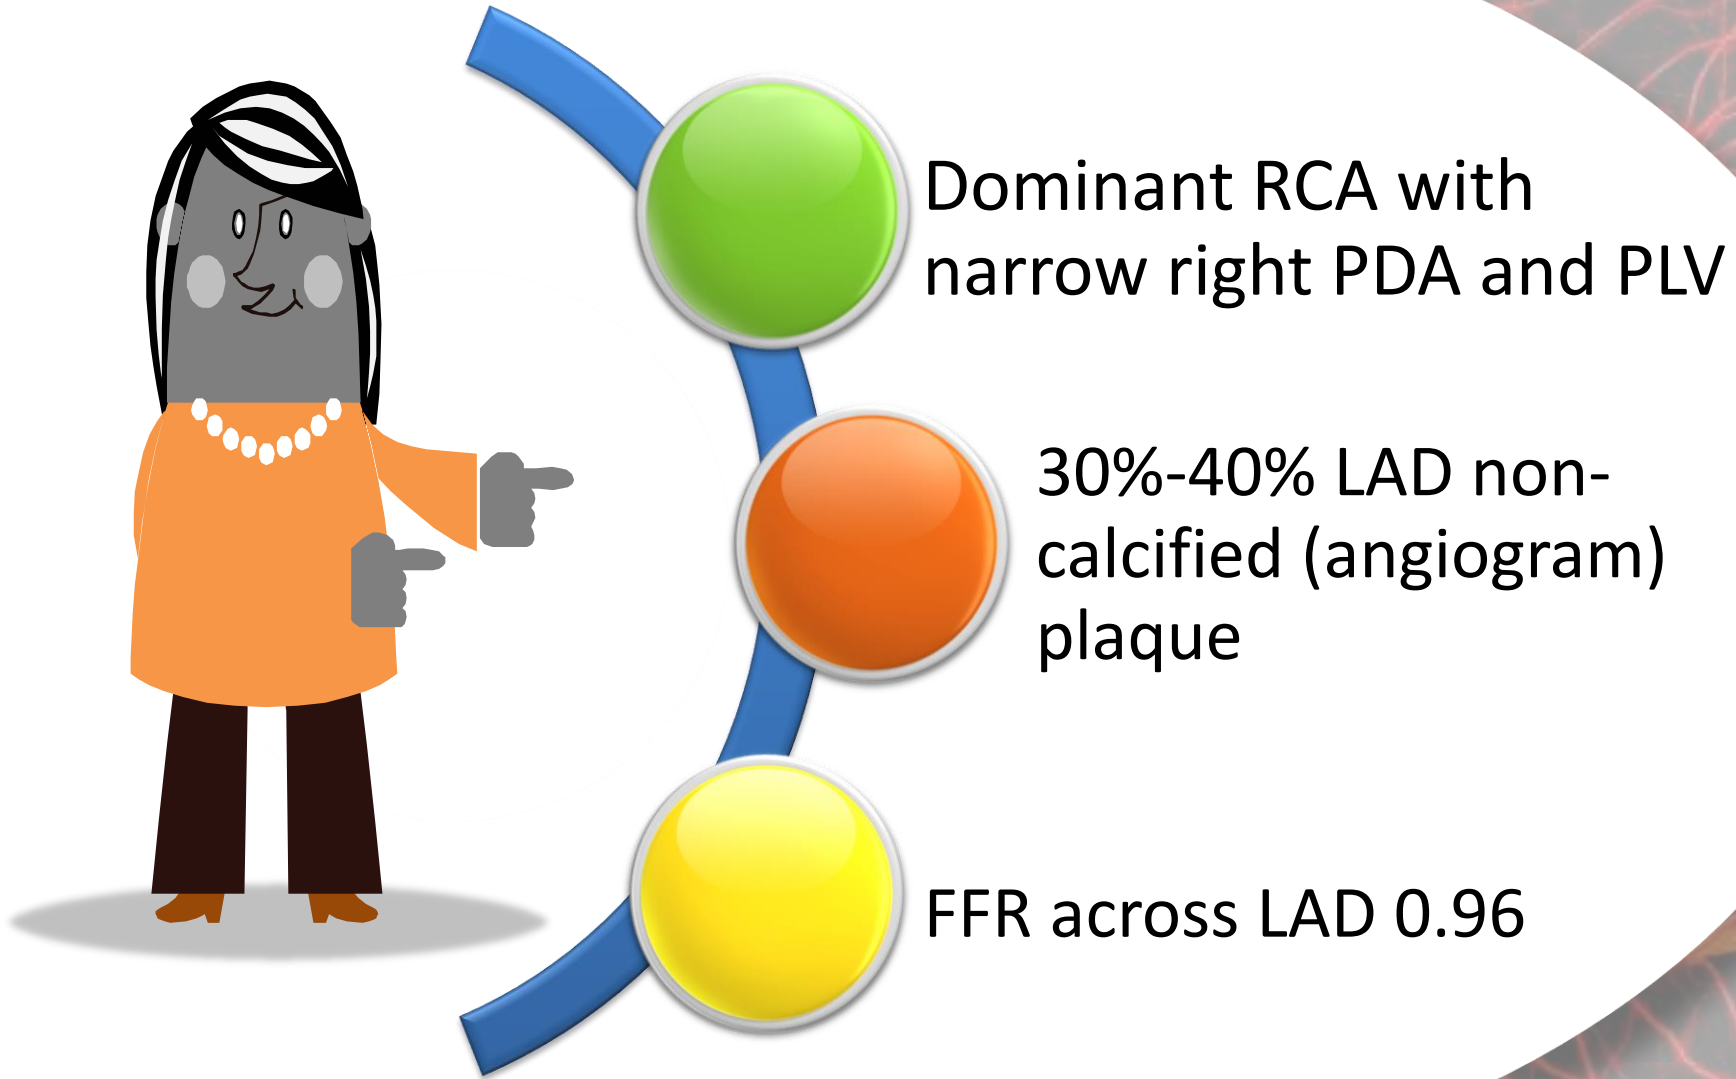 Dominant RCA with
narrow right PDA and PLV
30%-40% LAD non-
calcified (angiogram)
plaque
FFR across LAD 0.96